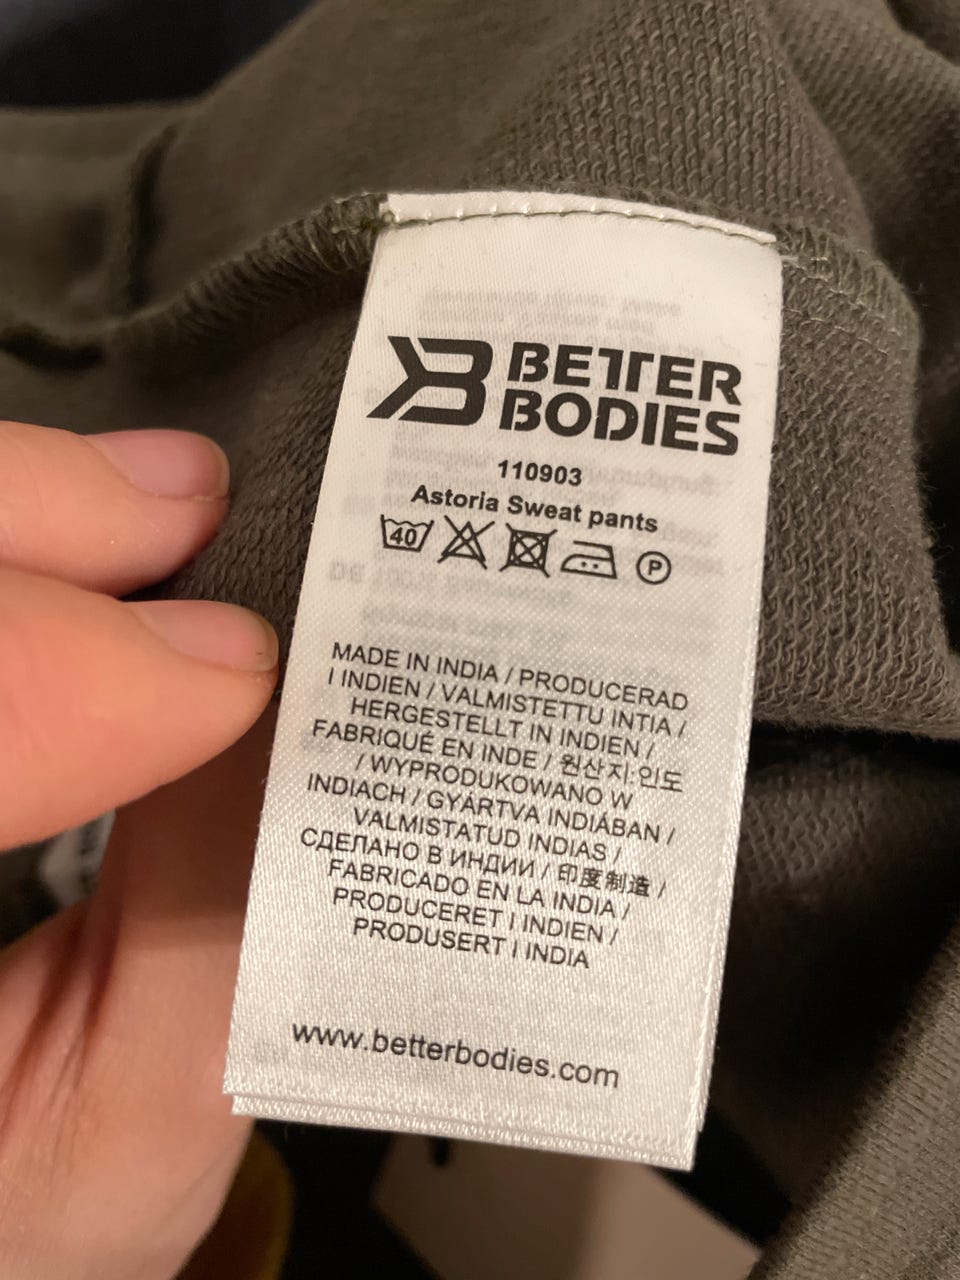 BETTER
BODIES
110903
Astoria Sweat pants
40 P
MADE IN INDIA / PRODUCERAD
I INDIEN / VALMISTETTU INTIA /
HERGESTELLT IN INDIEN /
FABRIQUÉ EN INDE / 원산지:인도
/ WYPRODUKOWANO W
INDIACH / GYÁRTVA INDIÁBAN /
VALMISTATUD INDIAS /
СДЕЛАНО В ИНДИИ / 印度制造 /
FABRICADO EN LA INDIA /
PRODUCERET I INDIEN /
PRODUSERT I INDIA
www.betterbodies.com